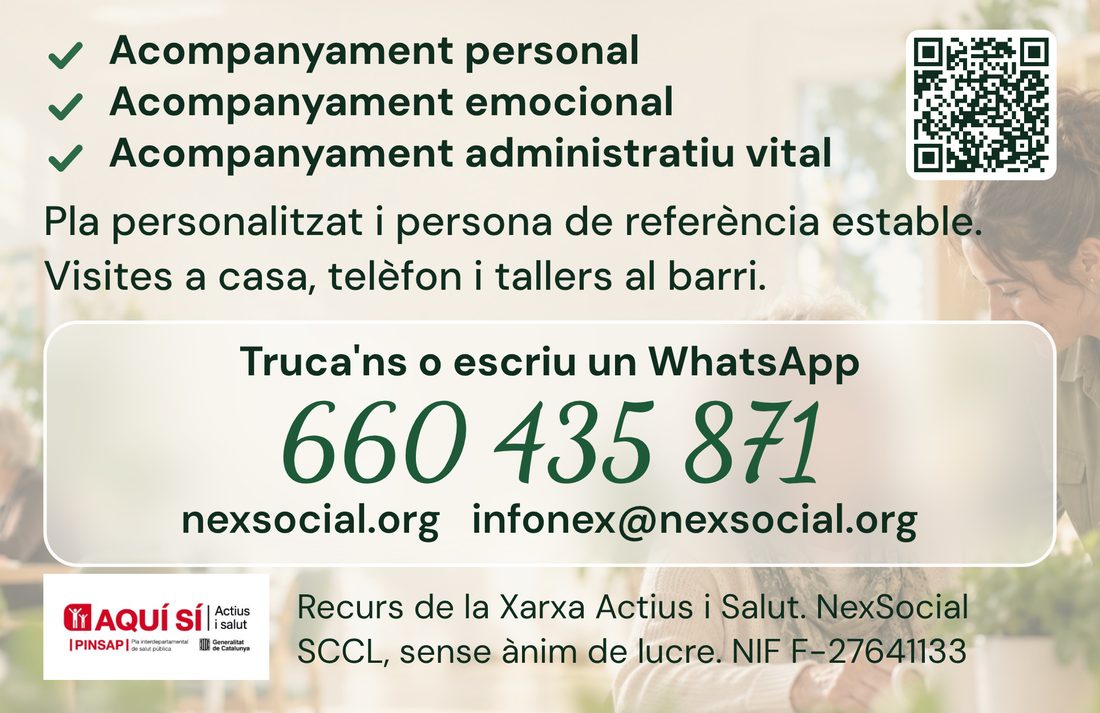 Acompanyament personal
Acompanyament emocional
Acompanyament administratiu vital
Pla personalitzat i persona de referència estable.
Visites a casa, telèfon i tallers al barri.
Truca'ns o escriu un WhatsApp
660 435 871
nexsocial.org infonex@nexsocial.org
AQUÍ SÍ
Actius
i salut
PINSAP
Pla interdepartamental
de salut pública
Generalitat
de Catalunya
Recurs de la Xarxa Actius i Salut. NexSocial
SCCL, sense ànim de lucre. NIF F-27641133